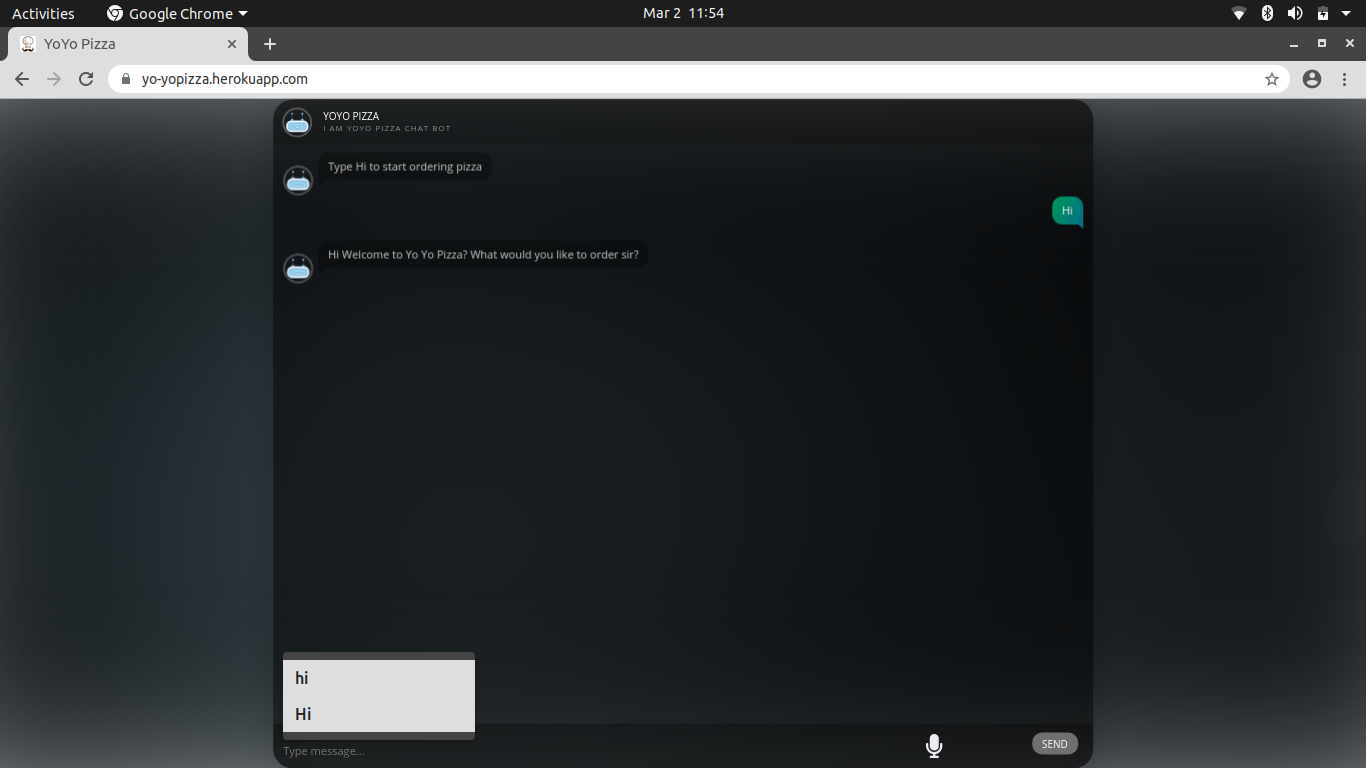 Activities
Google Chrome
Mar 2 11:54
YoYo Pizza
yo-yopizza.herokuapp.com
YOYO PIZZA
I AM YOYO PIZZA CHAT BOT
Type Hi to start ordering pizza
Hi
Hi Welcome to Yo Yo Pizza? What would you like to order sir?
hi
Hi
Type message...
SEND